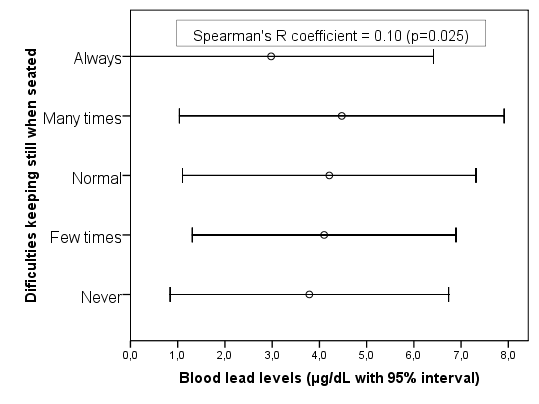 Spearman's R coefficient = 0.10 (p=0.025)
Dificulties keeping still when seated
Always
Many times
Normal
Few times
Never
0,0 1,0 2,0 3,0 4,0 5,0 6,0 7,0 8,0
Blood lead levels (µg/dL with 95% interval)